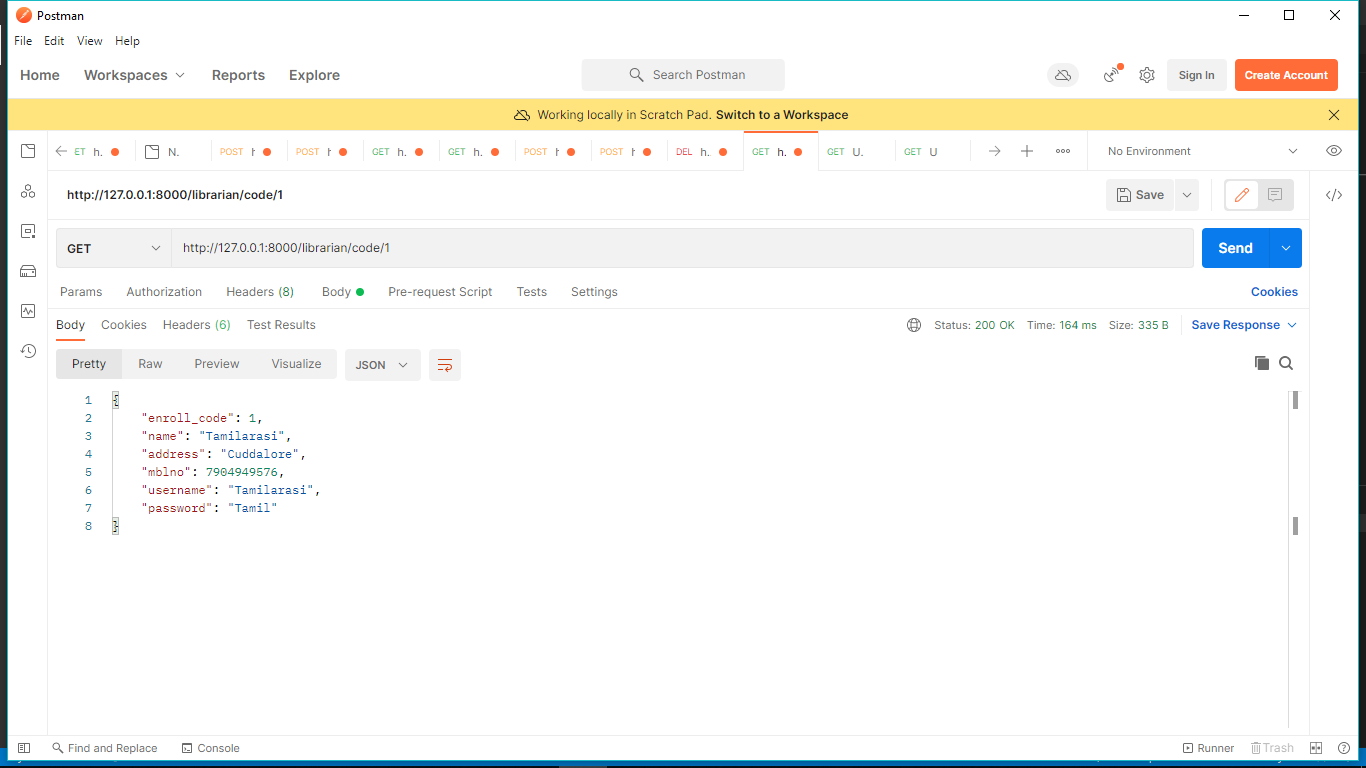 Postman
File Edit View Help
Home Workspaces Reports Explore Search Postman Sign In Create Account
Working locally in Scratch Pad. Switch to a Workspace
ET h. N. POST h POST h GET h. GET h. POST h POST h DEL h. GET h. GET U. GET U No Environment
http://127.0.0.1:8000/librarian/code/1 Save
GET http://127.0.0.1:8000/librarian/code/1 Send
Params Authorization Headers (8) Body Pre-request Script Tests Settings Cookies
Body Cookies Headers (6) Test Results Status: 200 OK Time: 164 ms Size: 335 B Save Response
Pretty Raw Preview Visualize JSON
1 {
2 "enroll_code": 1,
3 "name": "Tamilarasi",
4 "address": "Cuddalore",
5 "mblno": 7904949576,
6 "username": "Tamilarasi",
7 "password": "Tamil"
8 }
Find and Replace Console Runner Trash